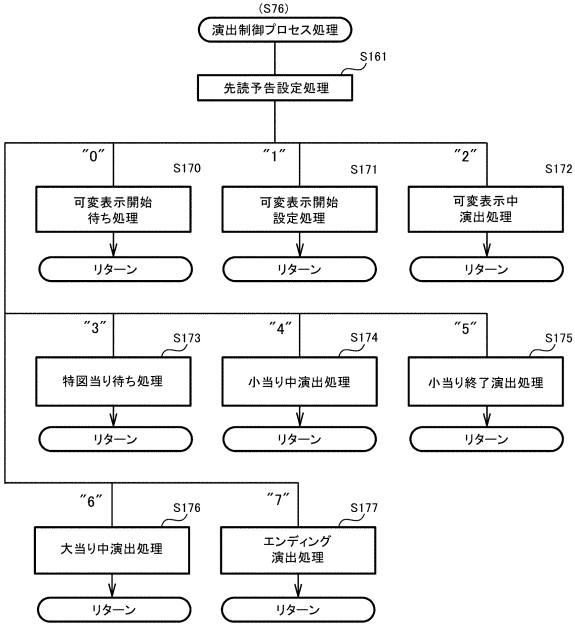 (S76)
演出制御プロセス処理
S161
先読予告設定処理
"0"
"1"
"2"
S170
S171
S172
可変表示開始
待ち処理
可変表示開始
設定処理
可変表示中
演出処理
リターン
リターン
リターン
"3"
"4"
"5"
S173
S174
S175
特図当り待ち処理
小当り中演出処理
小当り終了演出処理
リターン
リターン
リターン
"6"
"7"
S176
S177
大当り中演出処理
エンディング
演出処理
リターン
リターン